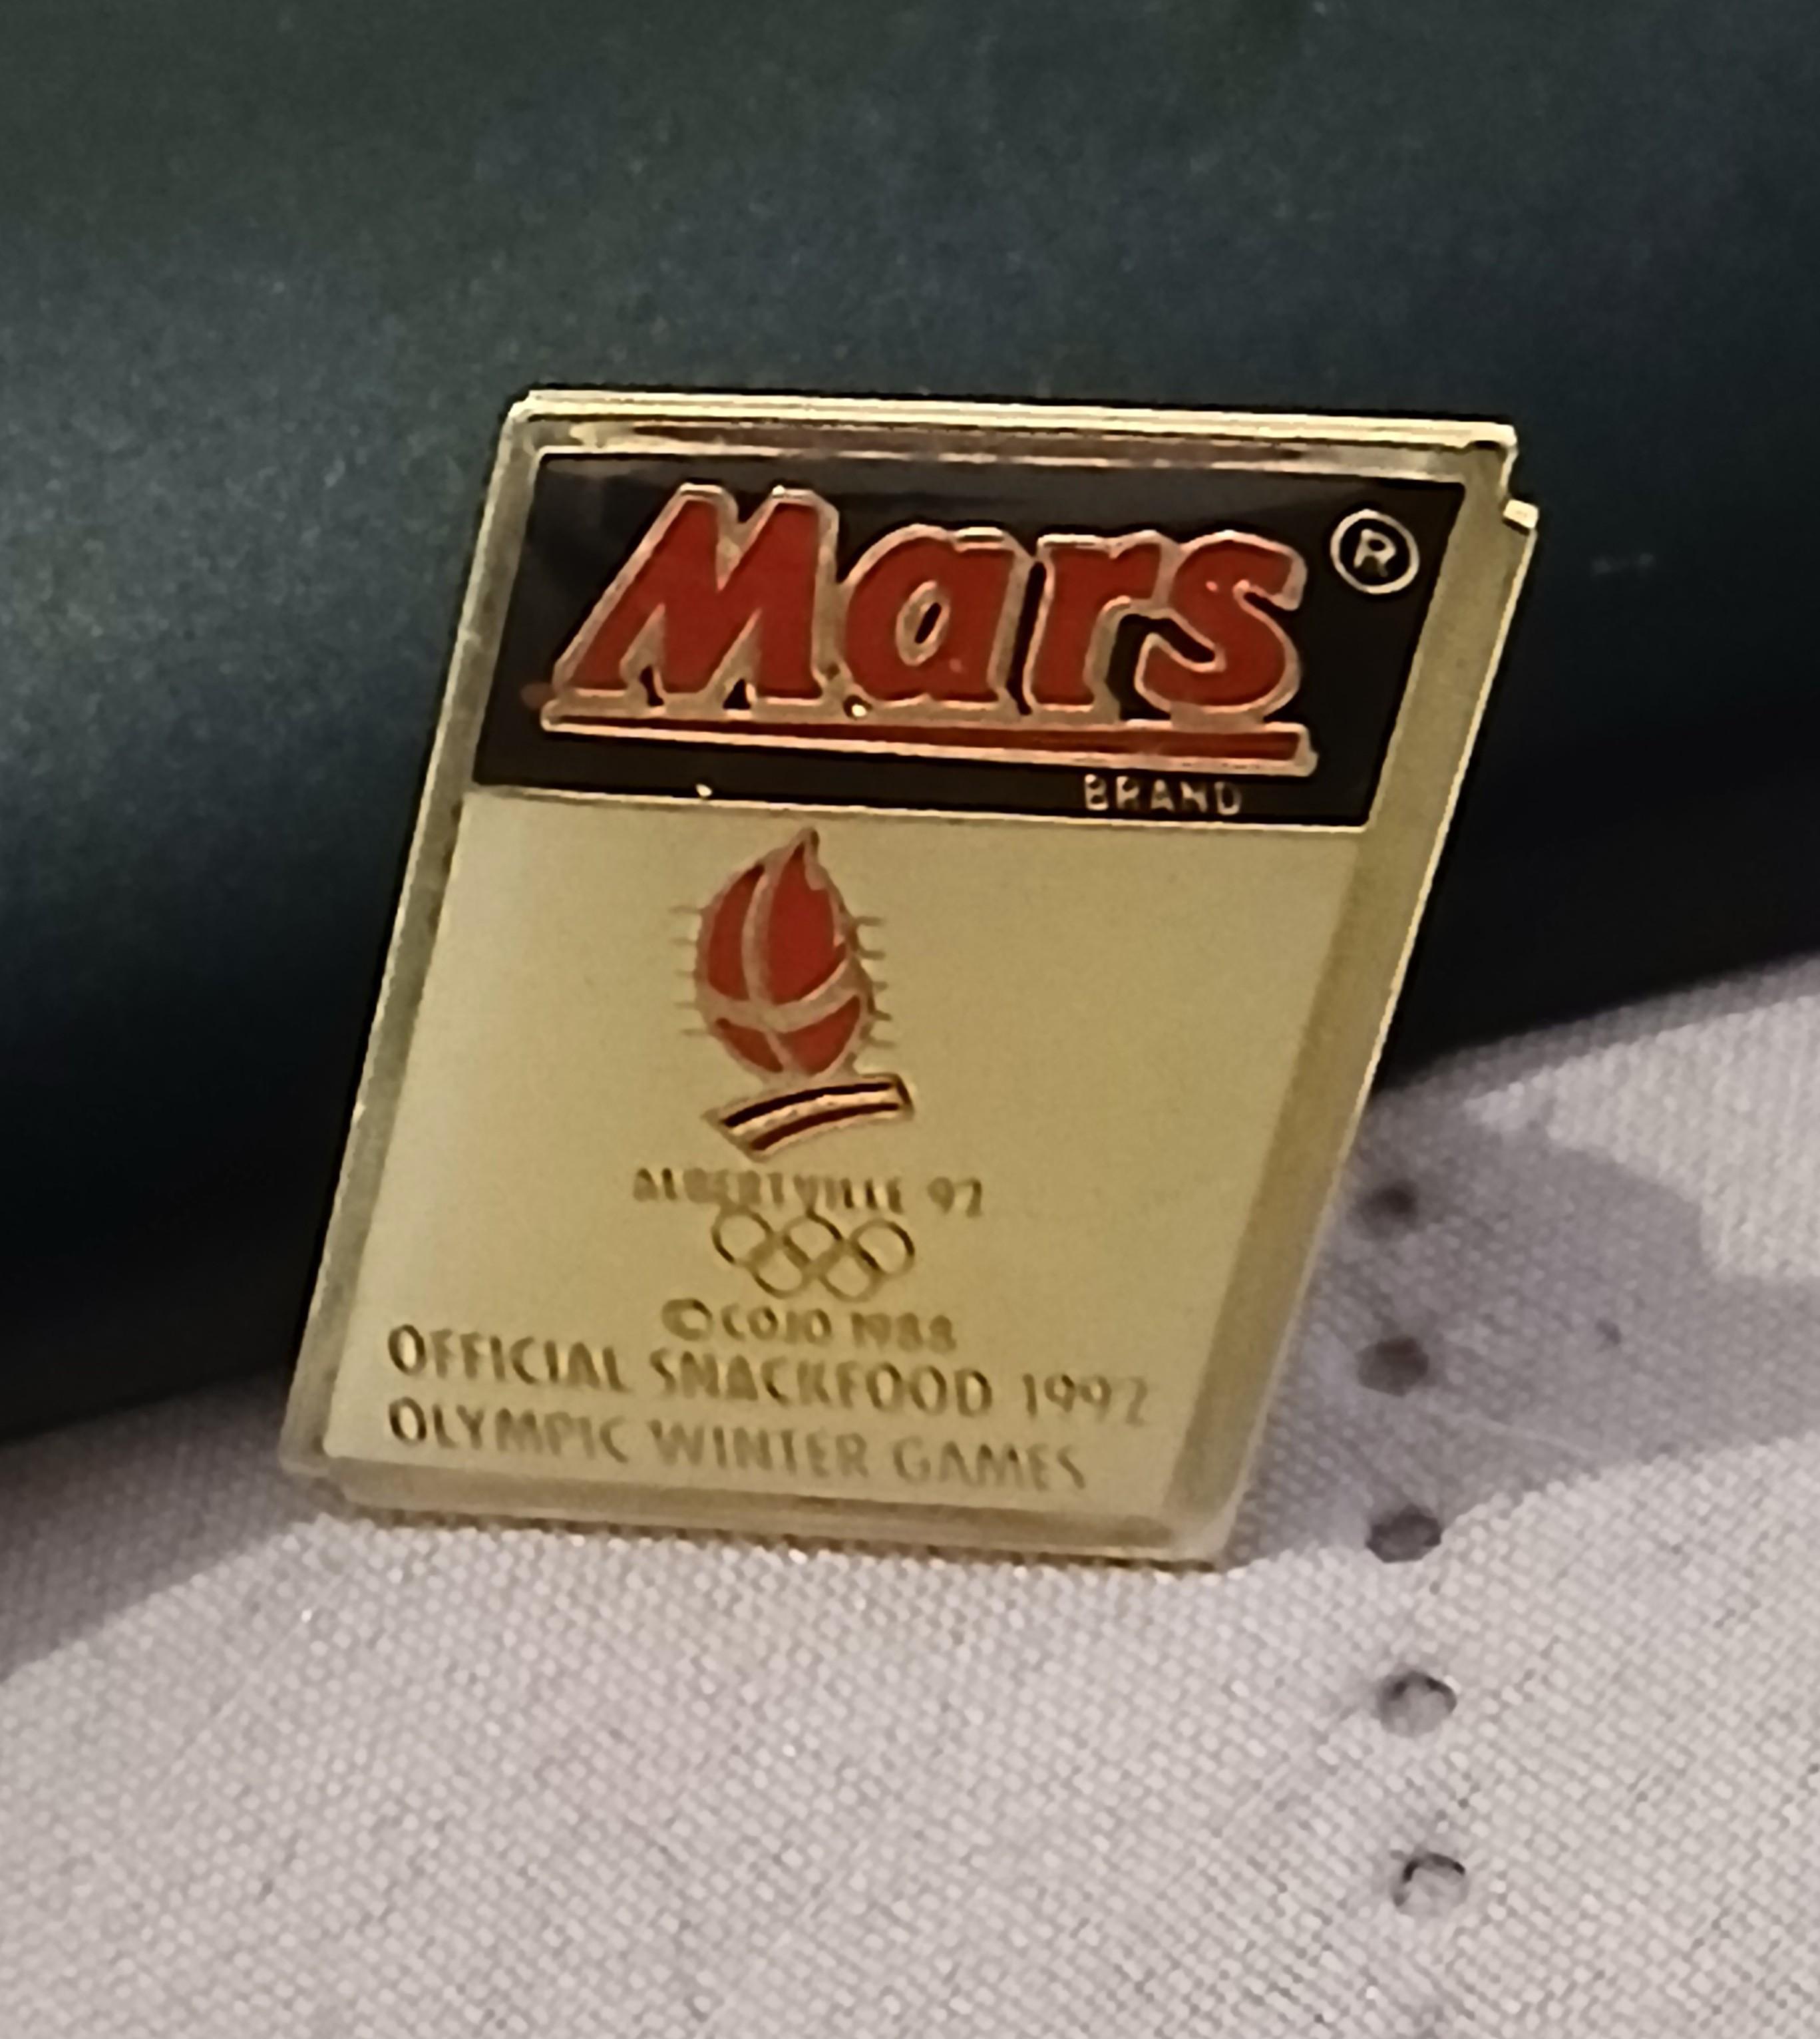 Mars ®
BRAND
ALBERTVILLE 92
© COJO 1988
OFFICIAL SNACKFOOD 1992
OLYMPIC WINTER GAMES